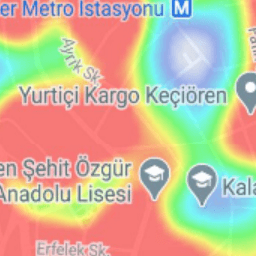 er Metro İstasyonu M
Ayrık Sk.
Yurtiçi Kargo Keçiören
en Şehit Özgür
Anadolu Lisesi
Kala
Erfelek Sk.